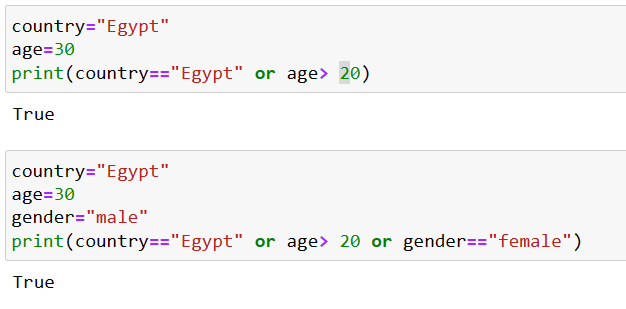 country="Egypt"
age=30
print(country=="Egypt" or age> 20)
True
country="Egypt"
age=30
gender="male"
print(country=="Egypt" or age> 20 or gender=="female")
True